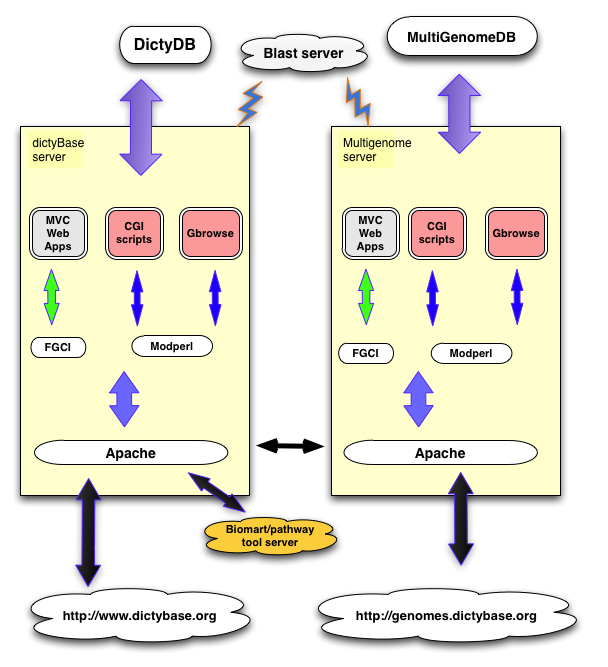 DictyDB
Blast server
MultiGenomeDB
dictyBase
server
Multigenome
server
MVC
Web
Apps
CGI
scripts
Gbrowse
MVC
Web
Apps
CGI
scripts
Gbrowse
FGCI
Modperl
FGCI
Modperl
Apache
Apache
Biomart/pathway
tool server
http://www.dictybase.org
http://genomes.dictybase.org